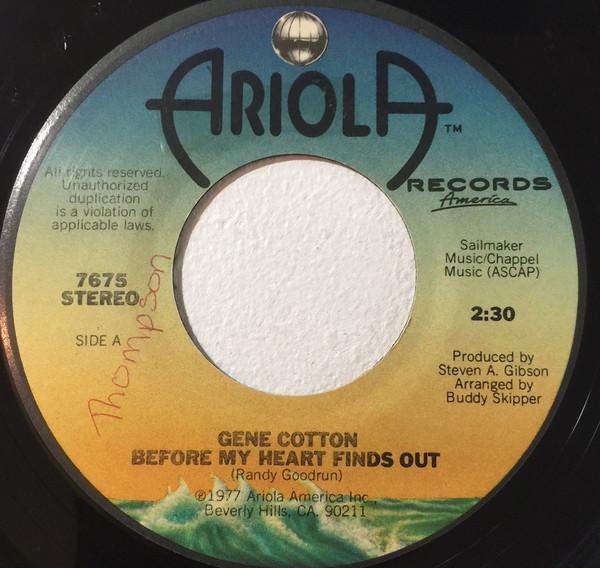 ARIOLA™
RECORDS
America
All rights reserved.
Unauthorized
duplication
is a violation of
applicable laws.
Sailmaker
Music/Chappel
Music (ASCAP)
7675
STEREO
2:30
SIDE A
Thompson
Produced by
Steven A. Gibson
Arranged by
Buddy Skipper
GENE COTTON
BEFORE MY HEART FINDS OUT
(Randy Goodrun)
℗1977 Ariola America Inc.
Beverly Hills, CA. 90211